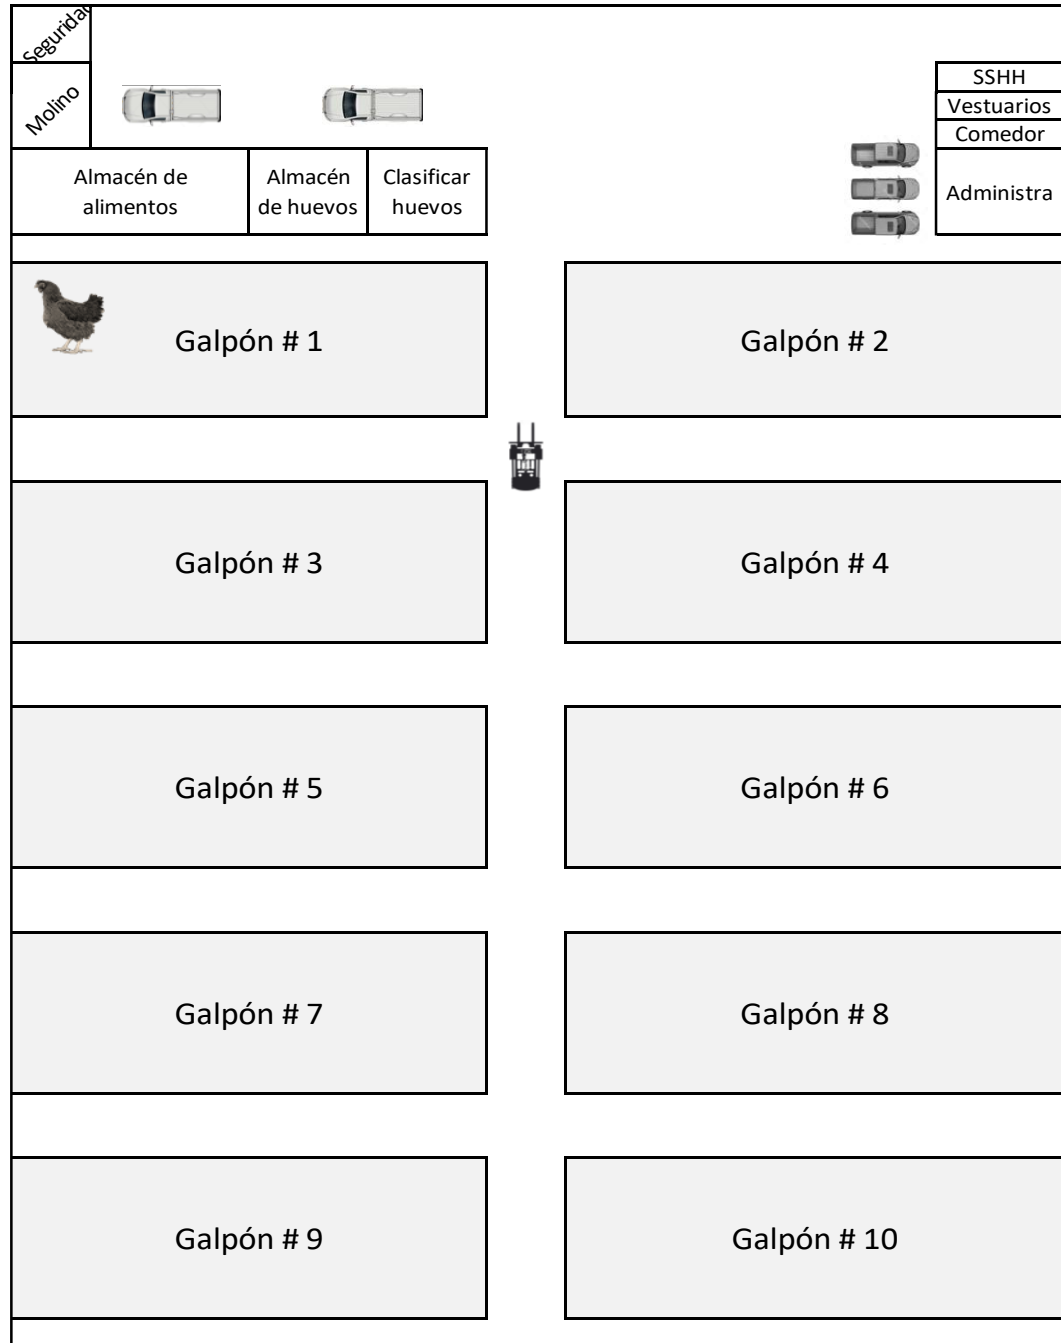 Seguridad
Molino
SSHH
Vestuarios
Comedor
Administra
Almacén de
alimentos
Almacén
de huevos
Clasificar
huevos
Galpón # 1
Galpón # 2
Galpón # 3
Galpón # 4
Galpón # 5
Galpón # 6
Galpón # 7
Galpón # 8
Galpón # 9
Galpón # 10